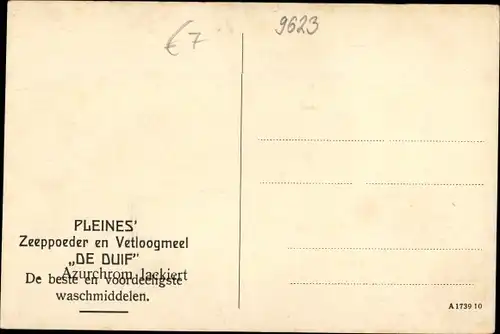 €7
9623
PLEINES'
Zeeppoeder en Vetloogmeel
„DE DUIF"
Azurchrom lackiert
De beste en voordeeligste
waschmiddelen.
A 1739 10